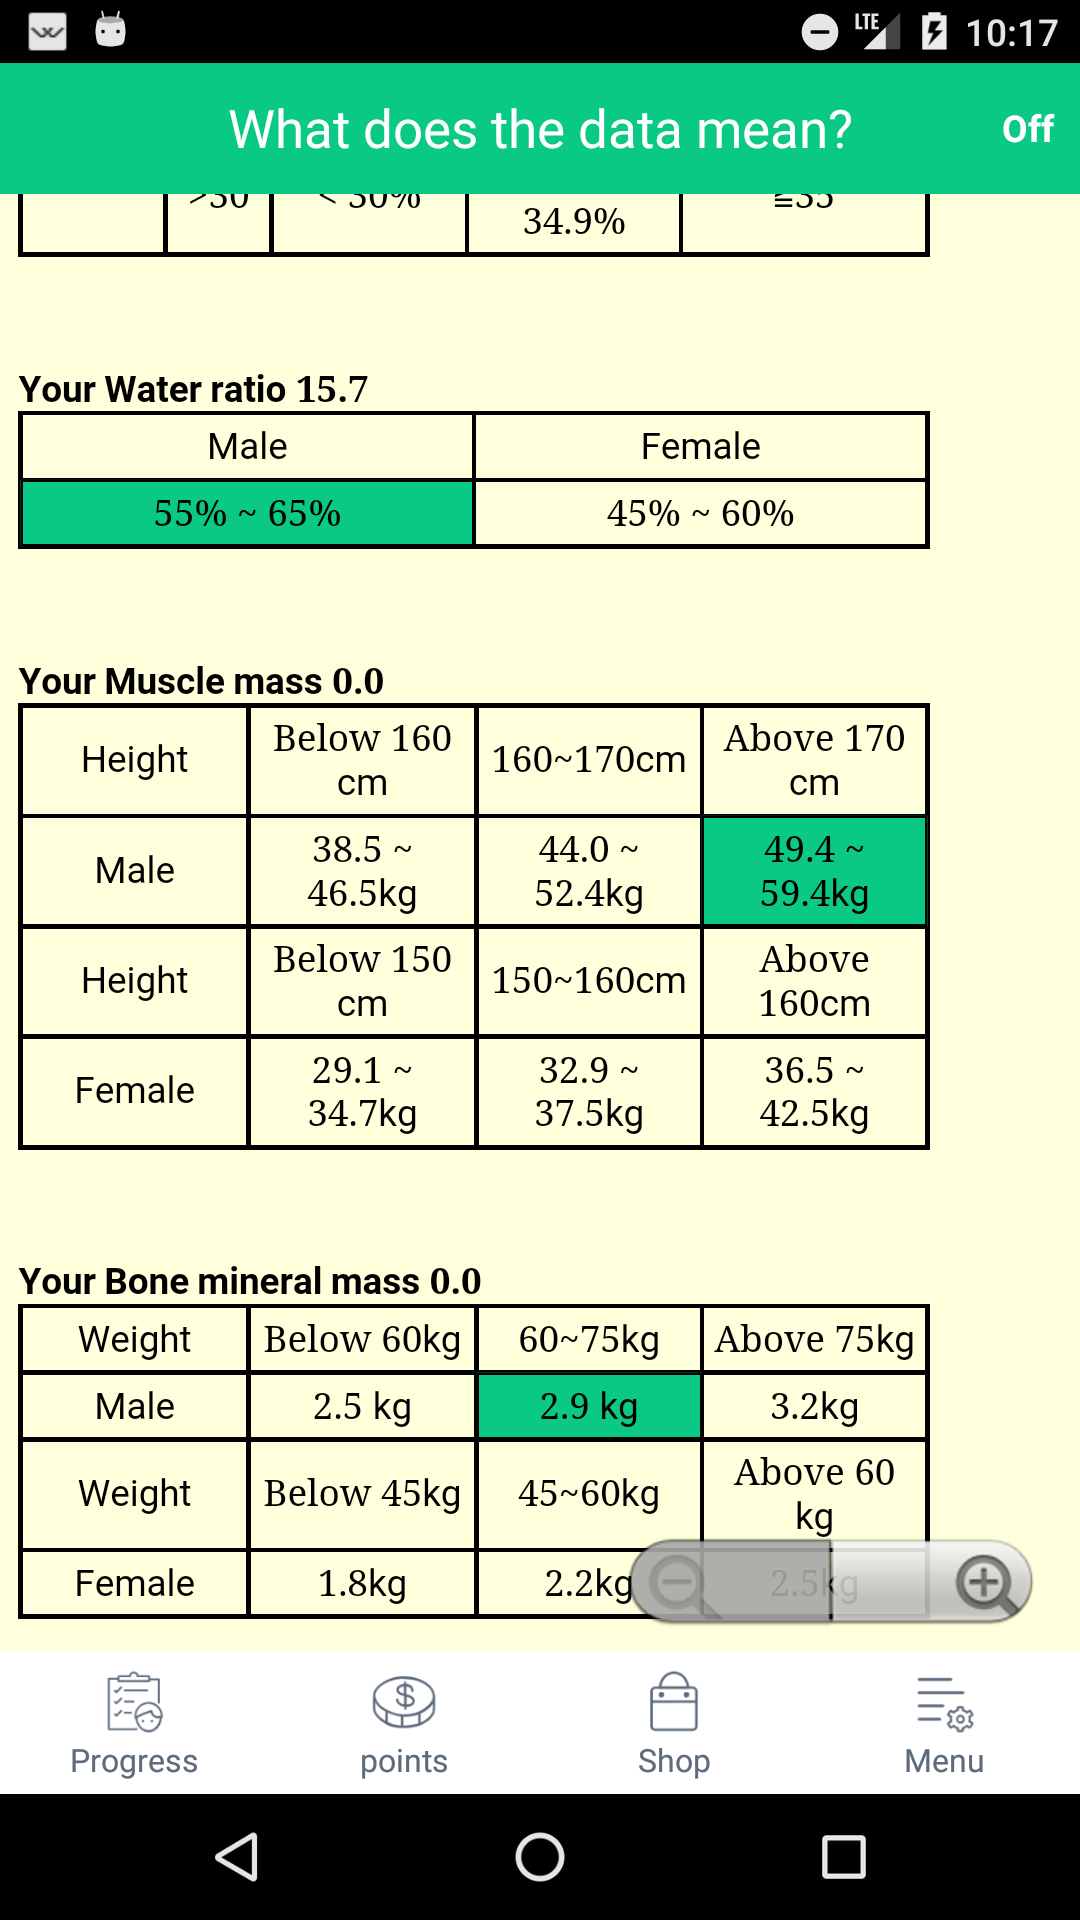 LTE
10:17
What does the data mean?
Off
>30
< 30%
34.9%
≧35
Your Water ratio 15.7
Male
Female
55% ~ 65%
45% ~ 60%
Your Muscle mass 0.0
Height
Below 160
cm
160~170cm
Above 170
cm
Male
38.5 ~
46.5kg
44.0 ~
52.4kg
49.4 ~
59.4kg
Height
Below 150
cm
150~160cm
Above
160cm
Female
29.1 ~
34.7kg
32.9 ~
37.5kg
36.5 ~
42.5kg
Your Bone mineral mass 0.0
Weight
Below 60kg
60~75kg
Above 75kg
Male
2.5 kg
2.9 kg
3.2kg
Weight
Below 45kg
45~60kg
Above 60
kg
Female
1.8kg
2.2kg
2.5kg
Progress
points
Shop
Menu